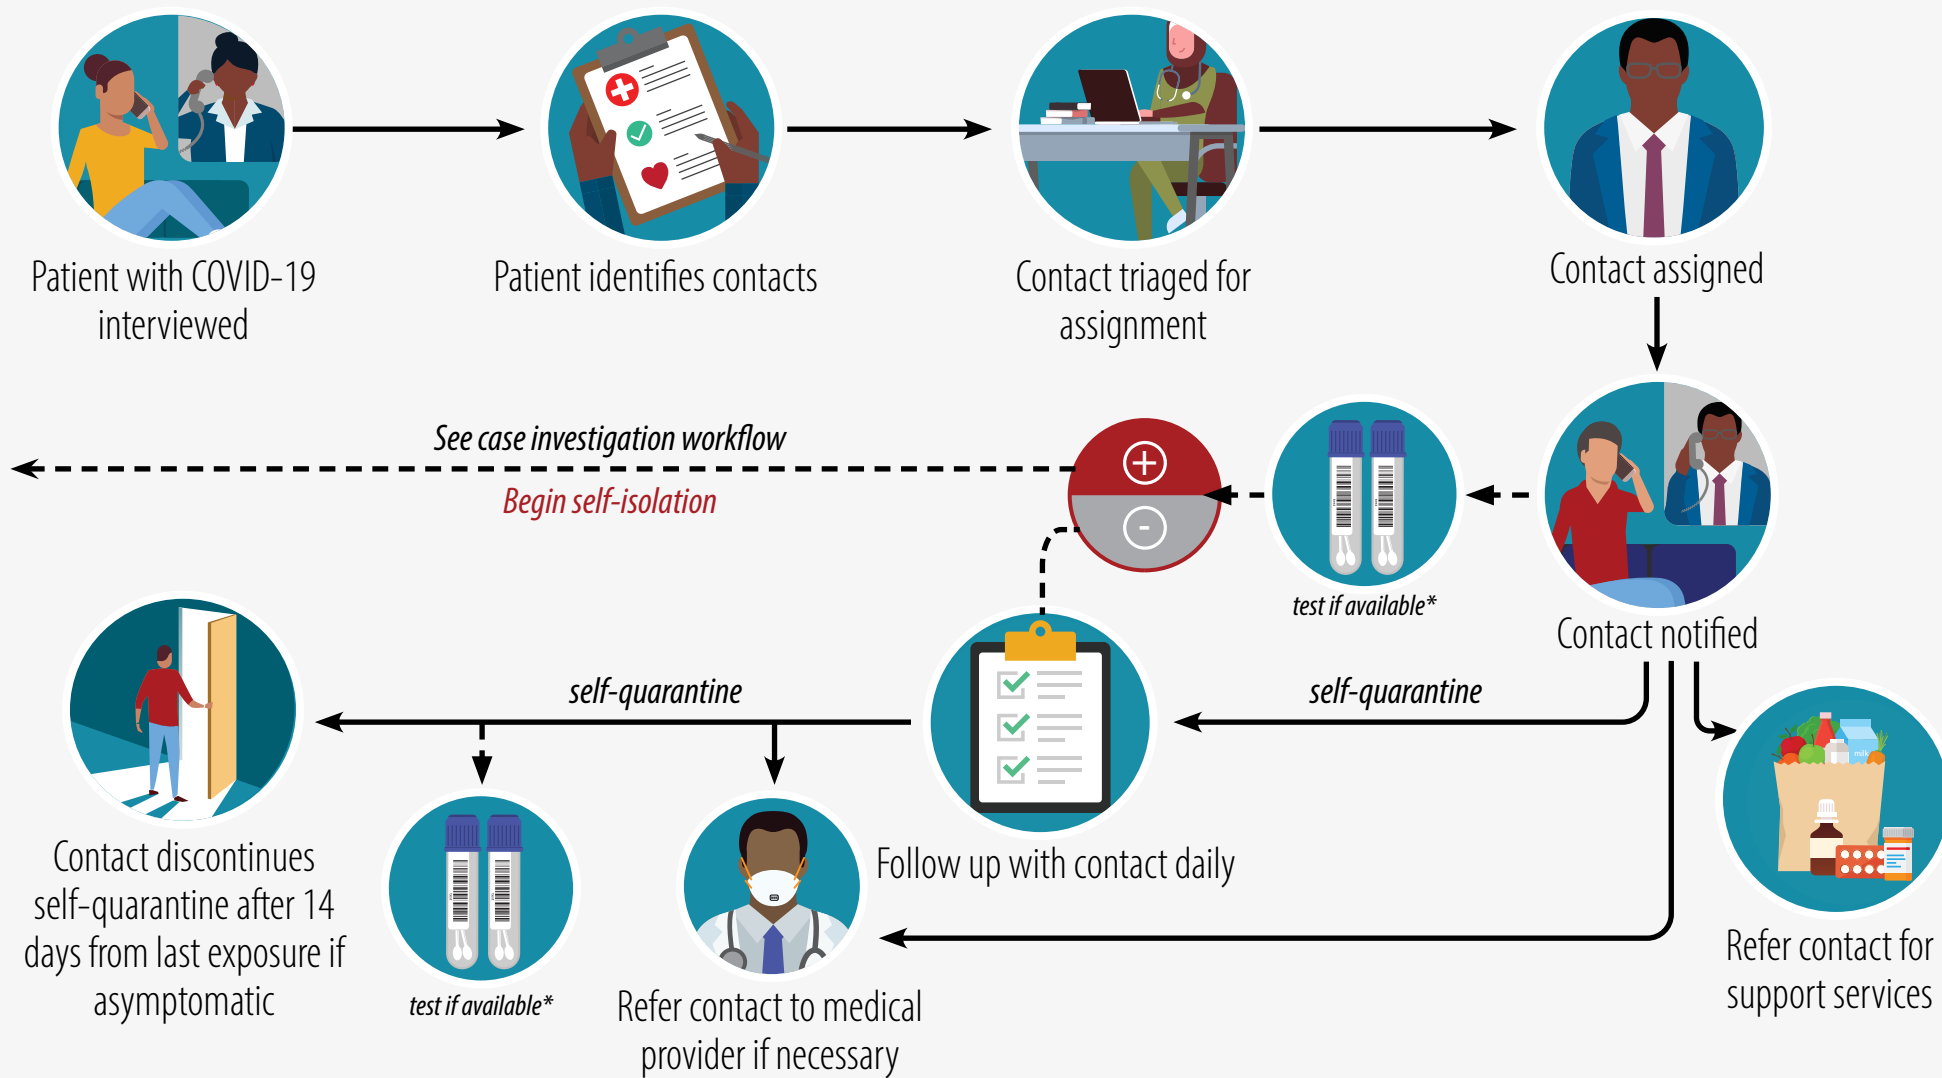 Patient with COVID-19
interviewed
Patient identifies contacts
Contact triaged for
assignment
Contact assigned
See case investigation workflow
Begin self-isolation
+
-
test if available*
Contact notified
self-quarantine
self-quarantine
milk
Contact discontinues
self-quarantine after 14
days from last exposure if
asymptomatic
test if available*
Refer contact to medical
provider if necessary
Follow up with contact daily
Refer contact for
support services